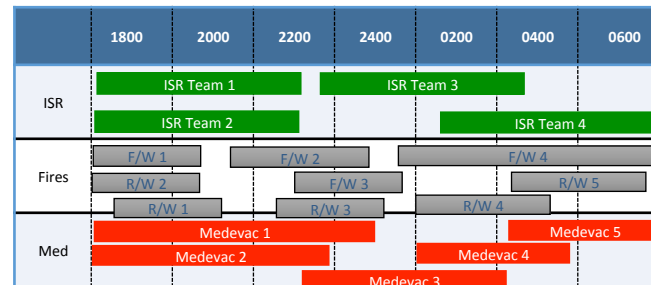 1800 2000 2200 2400 0200 0400 0600
ISR Team 1 ISR Team 3
ISR
ISR Team 2 ISR Team 4
F/W 1 F/W 2 F/W 4
Fires R/W 2 F/W 3 R/W 5
R/W 1 R/W 3 R/W 4
Medevac 1 Medevac 5
Med Medevac 2 Medevac 4
Medevac 3